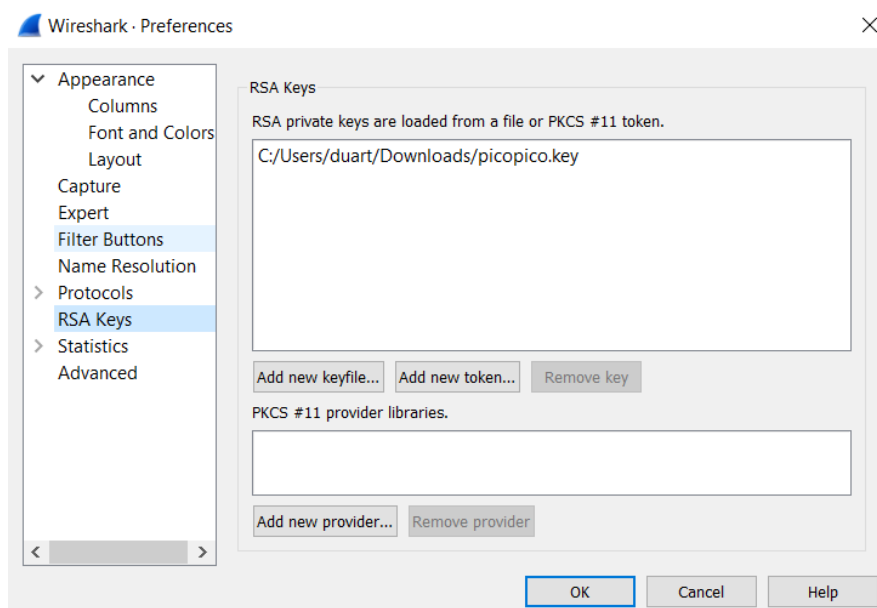 Wireshark · Preferences
Appearance
Columns
Font and Colors
Layout
Capture
Expert
Filter Buttons
Name Resolution
Protocols
RSA Keys
Statistics
Advanced
RSA Keys
RSA private keys are loaded from a file or PKCS #11 token.
C:/Users/duart/Downloads/picopico.key
Add new keyfile... Add new token... Remove key
PKCS #11 provider libraries.
Add new provider... Remove provider
OK Cancel Help